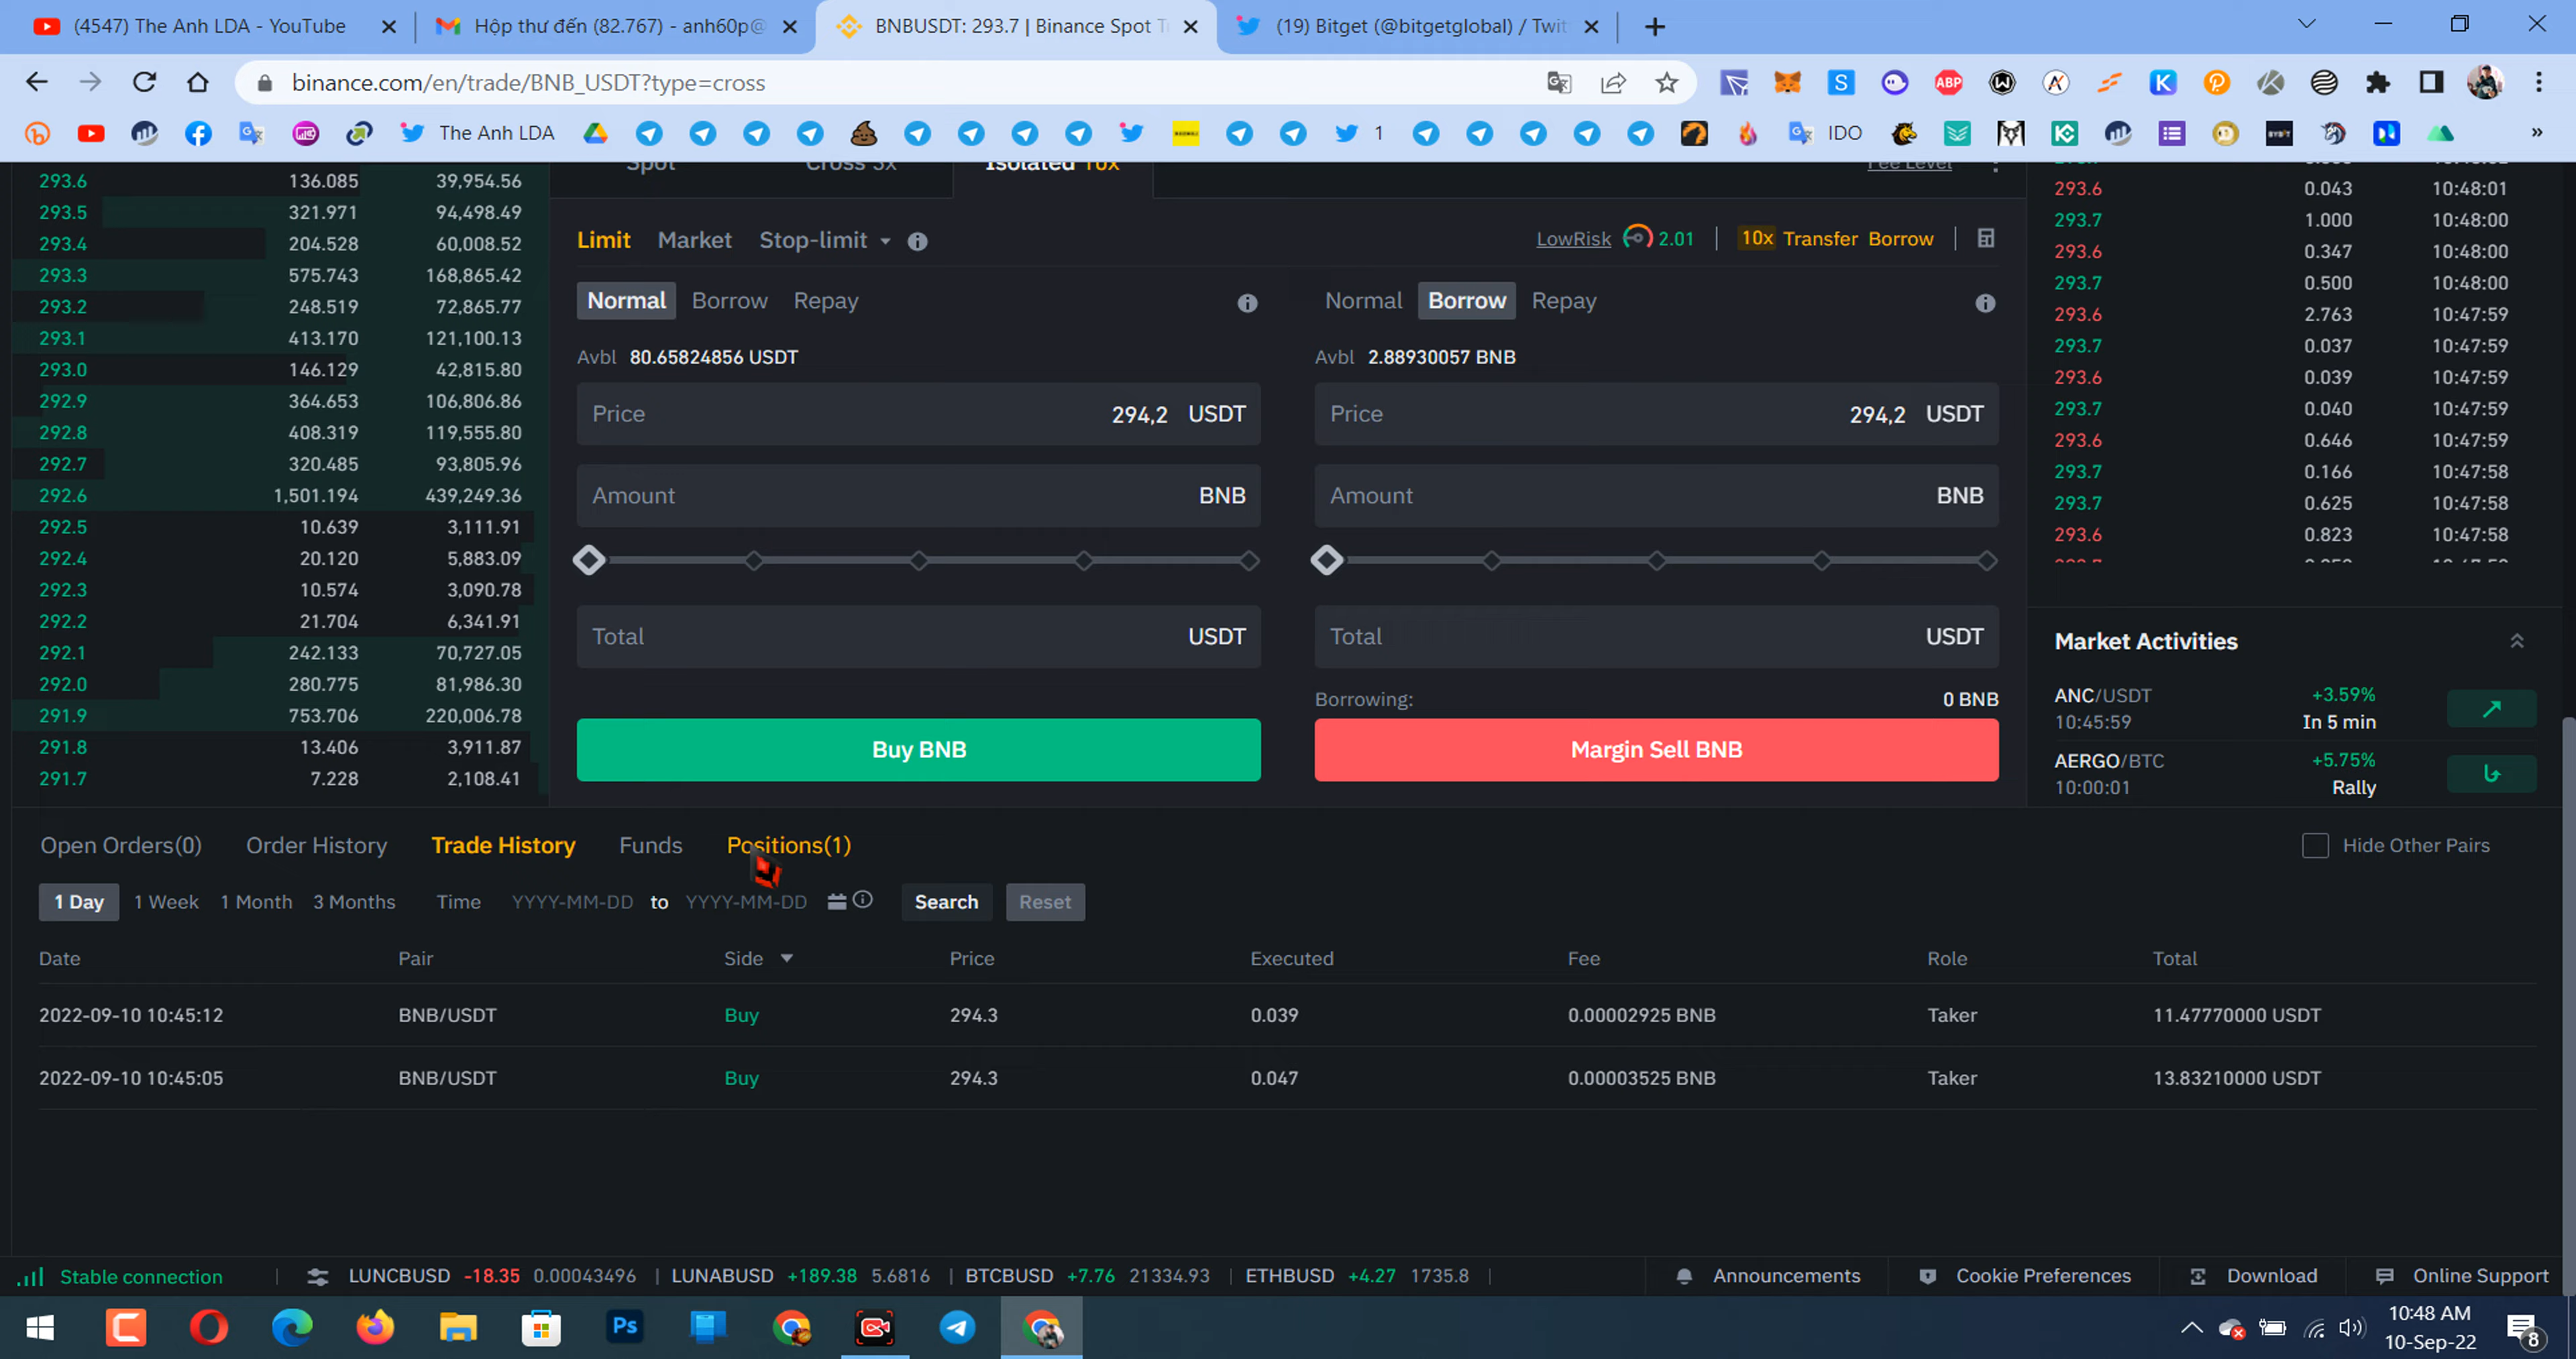 (4547) The Anh LDA - YouTube
Hộp thư đến (82.767) - anh60p@
BNBUSDT: 293.7 | Binance Spot T
(19) Bitget (@bitgetglobal) / Twit
binance.com/en/trade/BNB_USDT?type=cross
The Anh LDA
1
IDO
»
293.6 136.085 39,954.56
293.5 321.971 94,498.49
293.4 204.528 60,008.52
293.3 575.743 168,865.42
293.2 248.519 72,865.77
293.1 413.170 121,100.13
293.0 146.129 42,815.80
292.9 364.653 106,806.86
292.8 408.319 119,555.80
292.7 320.485 93,805.96
292.6 1,501.194 439,249.36
292.5 10.639 3,111.91
292.4 20.120 5,883.09
292.3 10.574 3,090.78
292.2 21.704 6,341.91
292.1 242.133 70,727.05
292.0 280.775 81,986.30
291.9 753.706 220,006.78
291.8 13.406 3,911.87
291.7 7.228 2,108.41
Spot Cross 3x Isolated 10x Fee Level
Limit Market Stop-limit
LowRisk 2.01 10x Transfer Borrow
Normal Borrow Repay
Avbl 80.65824856 USDT
Price 294,2 USDT
Amount BNB
Total USDT
Buy BNB
Normal Borrow Repay
Avbl 2.88930057 BNB
Price 294,2 USDT
Amount BNB
Total USDT
Borrowing: 0 BNB
Margin Sell BNB
293.6 0.043 10:48:01
293.7 1.000 10:48:00
293.6 0.347 10:48:00
293.7 0.500 10:48:00
293.6 2.763 10:47:59
293.7 0.037 10:47:59
293.6 0.039 10:47:59
293.7 0.040 10:47:59
293.6 0.646 10:47:59
293.7 0.166 10:47:58
293.7 0.625 10:47:58
293.6 0.823 10:47:58
Market Activities
ANC/USDT +3.59%
10:45:59 In 5 min
AERGO/BTC +5.75%
10:00:01 Rally
Open Orders(0) Order History Trade History Funds Positions(1) Hide Other Pairs
1 Day 1 Week 1 Month 3 Months Time YYYY-MM-DD to YYYY-MM-DD Search Reset
Date Pair Side Price Executed Fee Role Total
2022-09-10 10:45:12 BNB/USDT Buy 294.3 0.039 0.00002925 BNB Taker 11.47770000 USDT
2022-09-10 10:45:05 BNB/USDT Buy 294.3 0.047 0.00003525 BNB Taker 13.83210000 USDT
Stable connection LUNCBUSD -18.35 0.00043496 | LUNABUSD +189.38 5.6816 | BTCBUSD +7.76 21334.93 | ETHBUSD +4.27 1735.8 | Announcements Cookie Preferences Download Online Support
Ps
10:48 AM
10-Sep-22
8